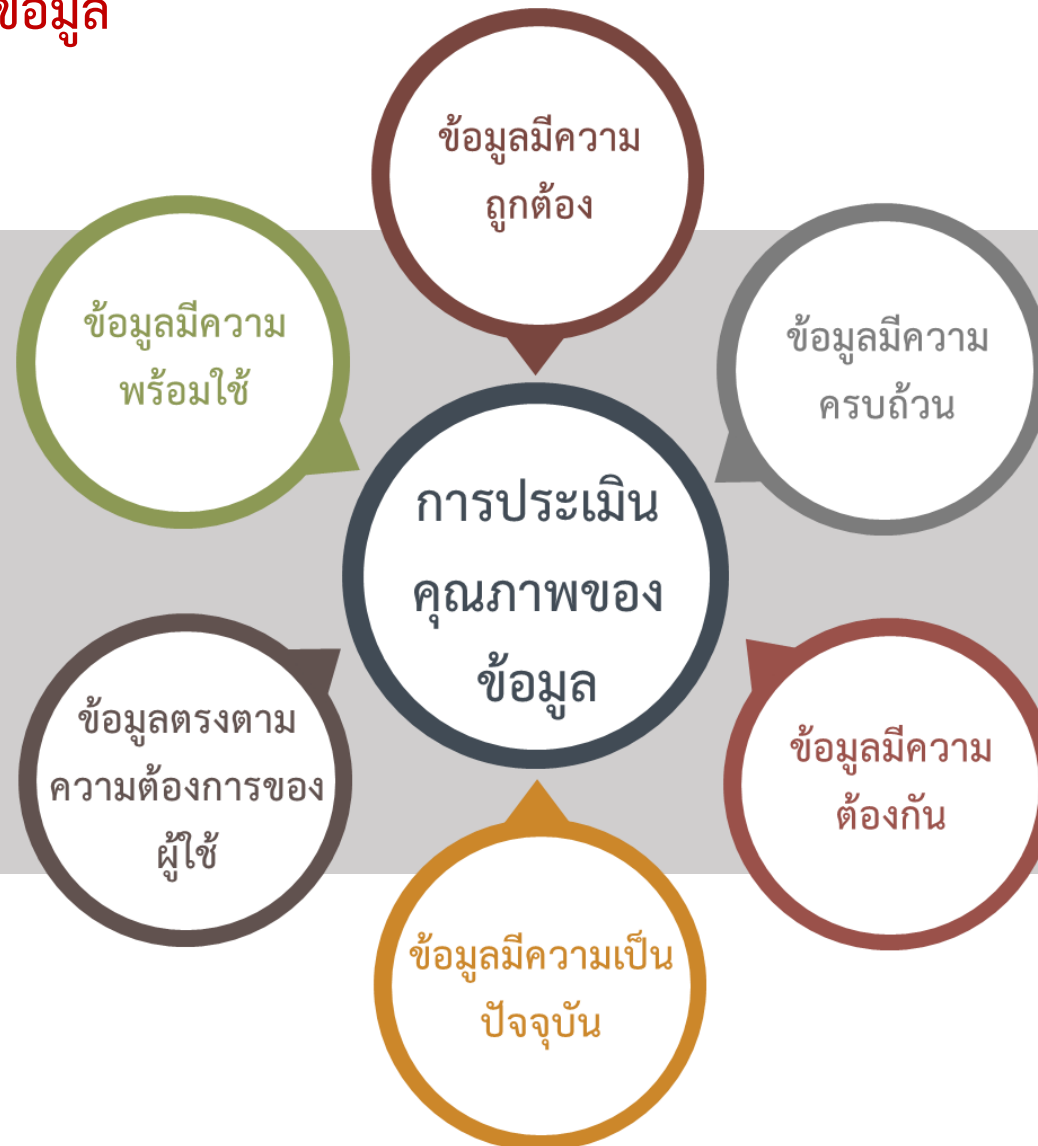 ข้อมูล
ข้อมูลมีความ
ถูกต้อง
ข้อมูลมีความ
พร้อมใช้
ข้อมูลมีความ
ครบถ้วน
การประเมิน
คุณภาพของ
ข้อมูล
ข้อมูลตรงตาม
ความต้องการของ
ผู้ใช้
ข้อมูลมีความ
ต้องกัน
ข้อมูลมีความเป็น
ปัจจุบัน